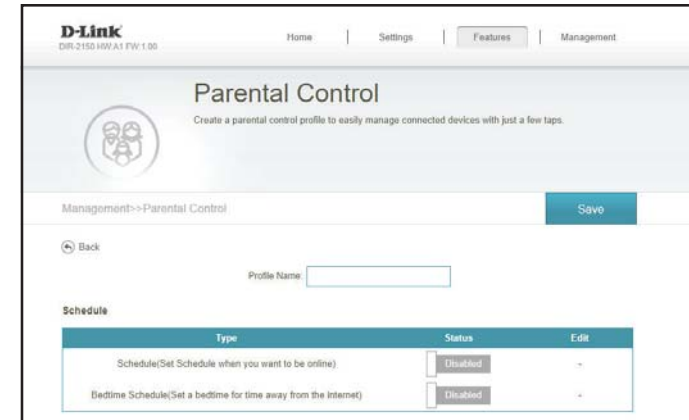 D-Link
DIR-2150 HW:A1 FW:1.00
Home | Settings | Features | Management
Parental Control
Create a parental control profile to easily manage connected devices with just a few taps.
Management>>Parental Control
Save
Back
Profile Name:
Schedule
Type Status Edit
Schedule(Set Schedule when you want to be online) Disabled -
Bedtime Schedule(Set a bedtime for time away from the Internet) Disabled -